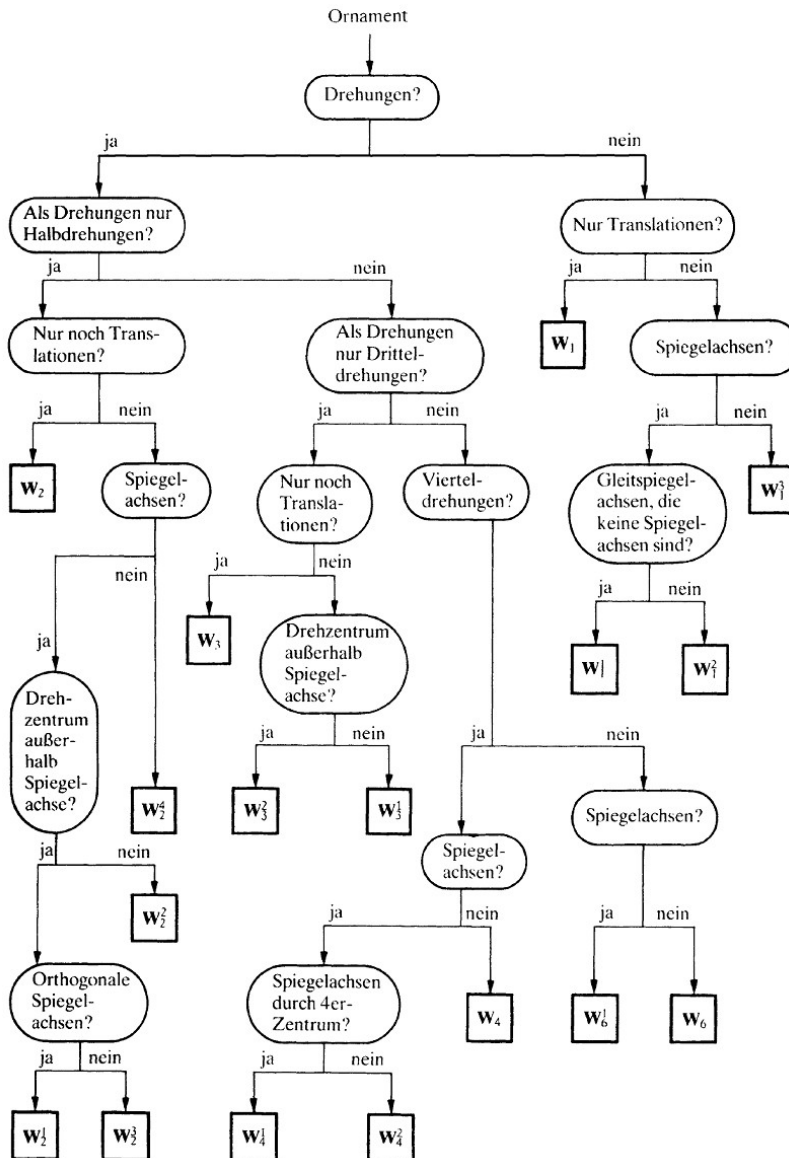 Ornament
Drehungen?
ja nein
Als Drehungen nur
Halbdrehungen?
Nur Translationen?
ja nein ja nein
Nur noch Trans-
lationen?
Als Drehungen
nur Drittel-
drehungen?
W₁
Spiegelachsen?
ja nein ja nein ja nein
W₂
Spiegel-
achsen?
Nur noch
Transla-
tionen?
Viertel-
drehungen?
Gleitspiegel-
achsen, die
keine Spiegel-
achsen sind?
W₁³
ja nein ja nein ja nein
W₃
Drehzentrum
außerhalb
Spiegel-
achse?
W₁¹
W₁²
Dreh-
zentrum
außer-
halb
Spiegel-
achse?
W₂⁴
ja nein ja nein
W₃²
W₃¹
Spiegel-
achsen?
Spiegelachsen?
ja nein
W₂²
ja nein ja nein
Orthogonale
Spiegel-
achsen?
Spiegelachsen
durch 4er-
Zentrum?
W₄
W₆¹
W₆
ja nein ja nein
W₂¹
W₂³
W₄¹
W₄²